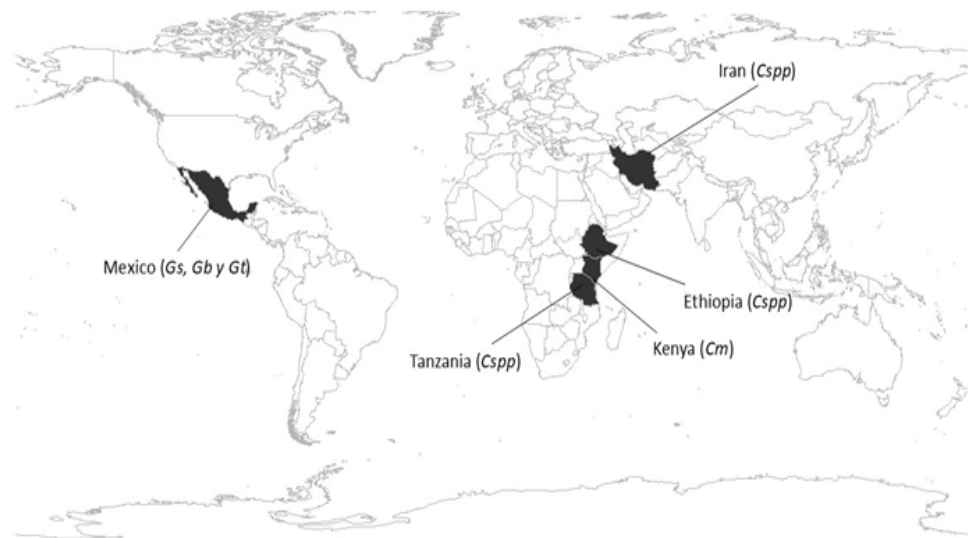 Iran (Cspp)
Mexico (Gs, Gb y Gt)
Ethiopia (Cspp)
Kenya (Cm)
Tanzania (Cspp)